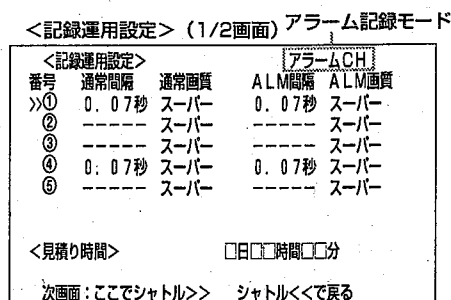 <記録運用設定> (1/2画面) アラーム記録モード
<記録運用設定> アラームCH
番号 通常間隔 通常画質 ALM間隔 ALM画質
≫① 0.07秒 スーパー 0.07秒 スーパー
② ------ スーパー ------ スーパー
③ ------ スーパー ------ スーパー
④ 0.07秒 スーパー 0.07秒 スーパー
⑤ ------ スーパー ------ スーパー
<見積り時間> □日□□時間□□分
次画面:ここでシャトル>> シャトル<<で戻る